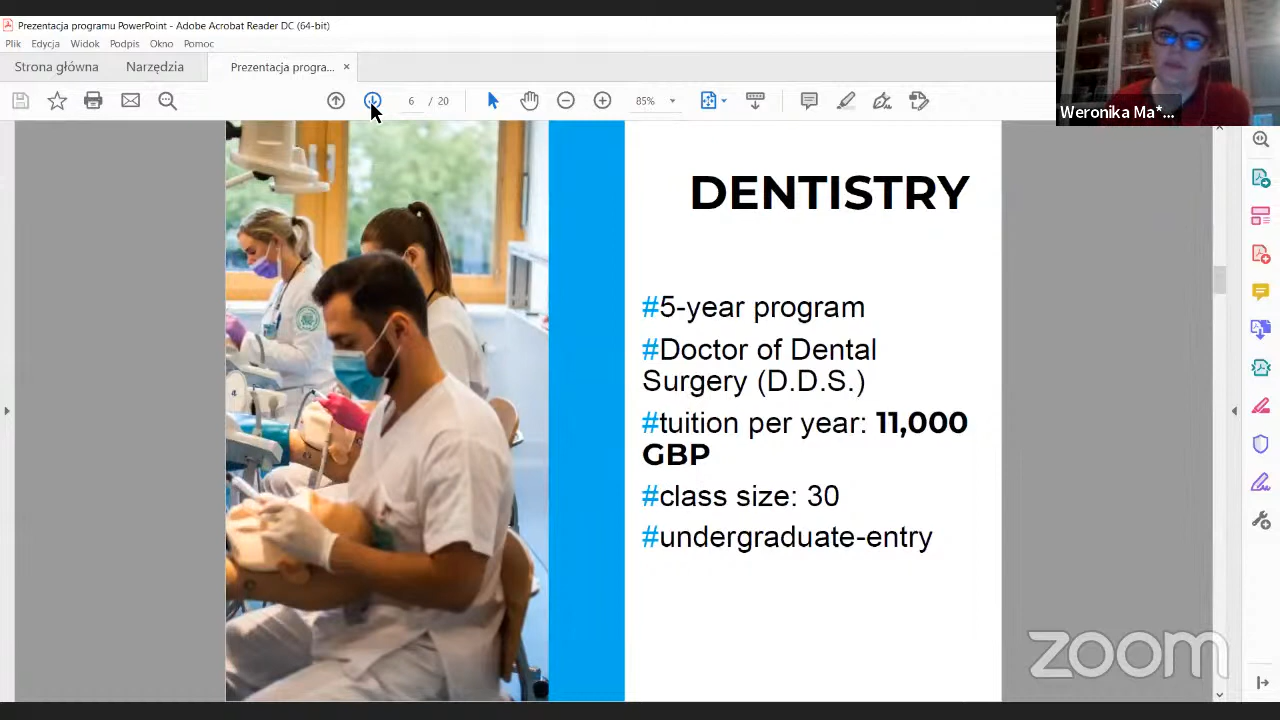 Prezentacja programu PowerPoint - Adobe Acrobat Reader DC (64-bit)
Plik Edycja Widok Podpis Okno Pomoc
Strona główna Narzędzia Prezentacja progra... ×
6 / 20 85%
Weronika Ma*...
DENTISTRY
#5-year program
#Doctor of Dental
Surgery (D.D.S.)
#tuition per year: 11,000
GBP
#class size: 30
#undergraduate-entry
zoom